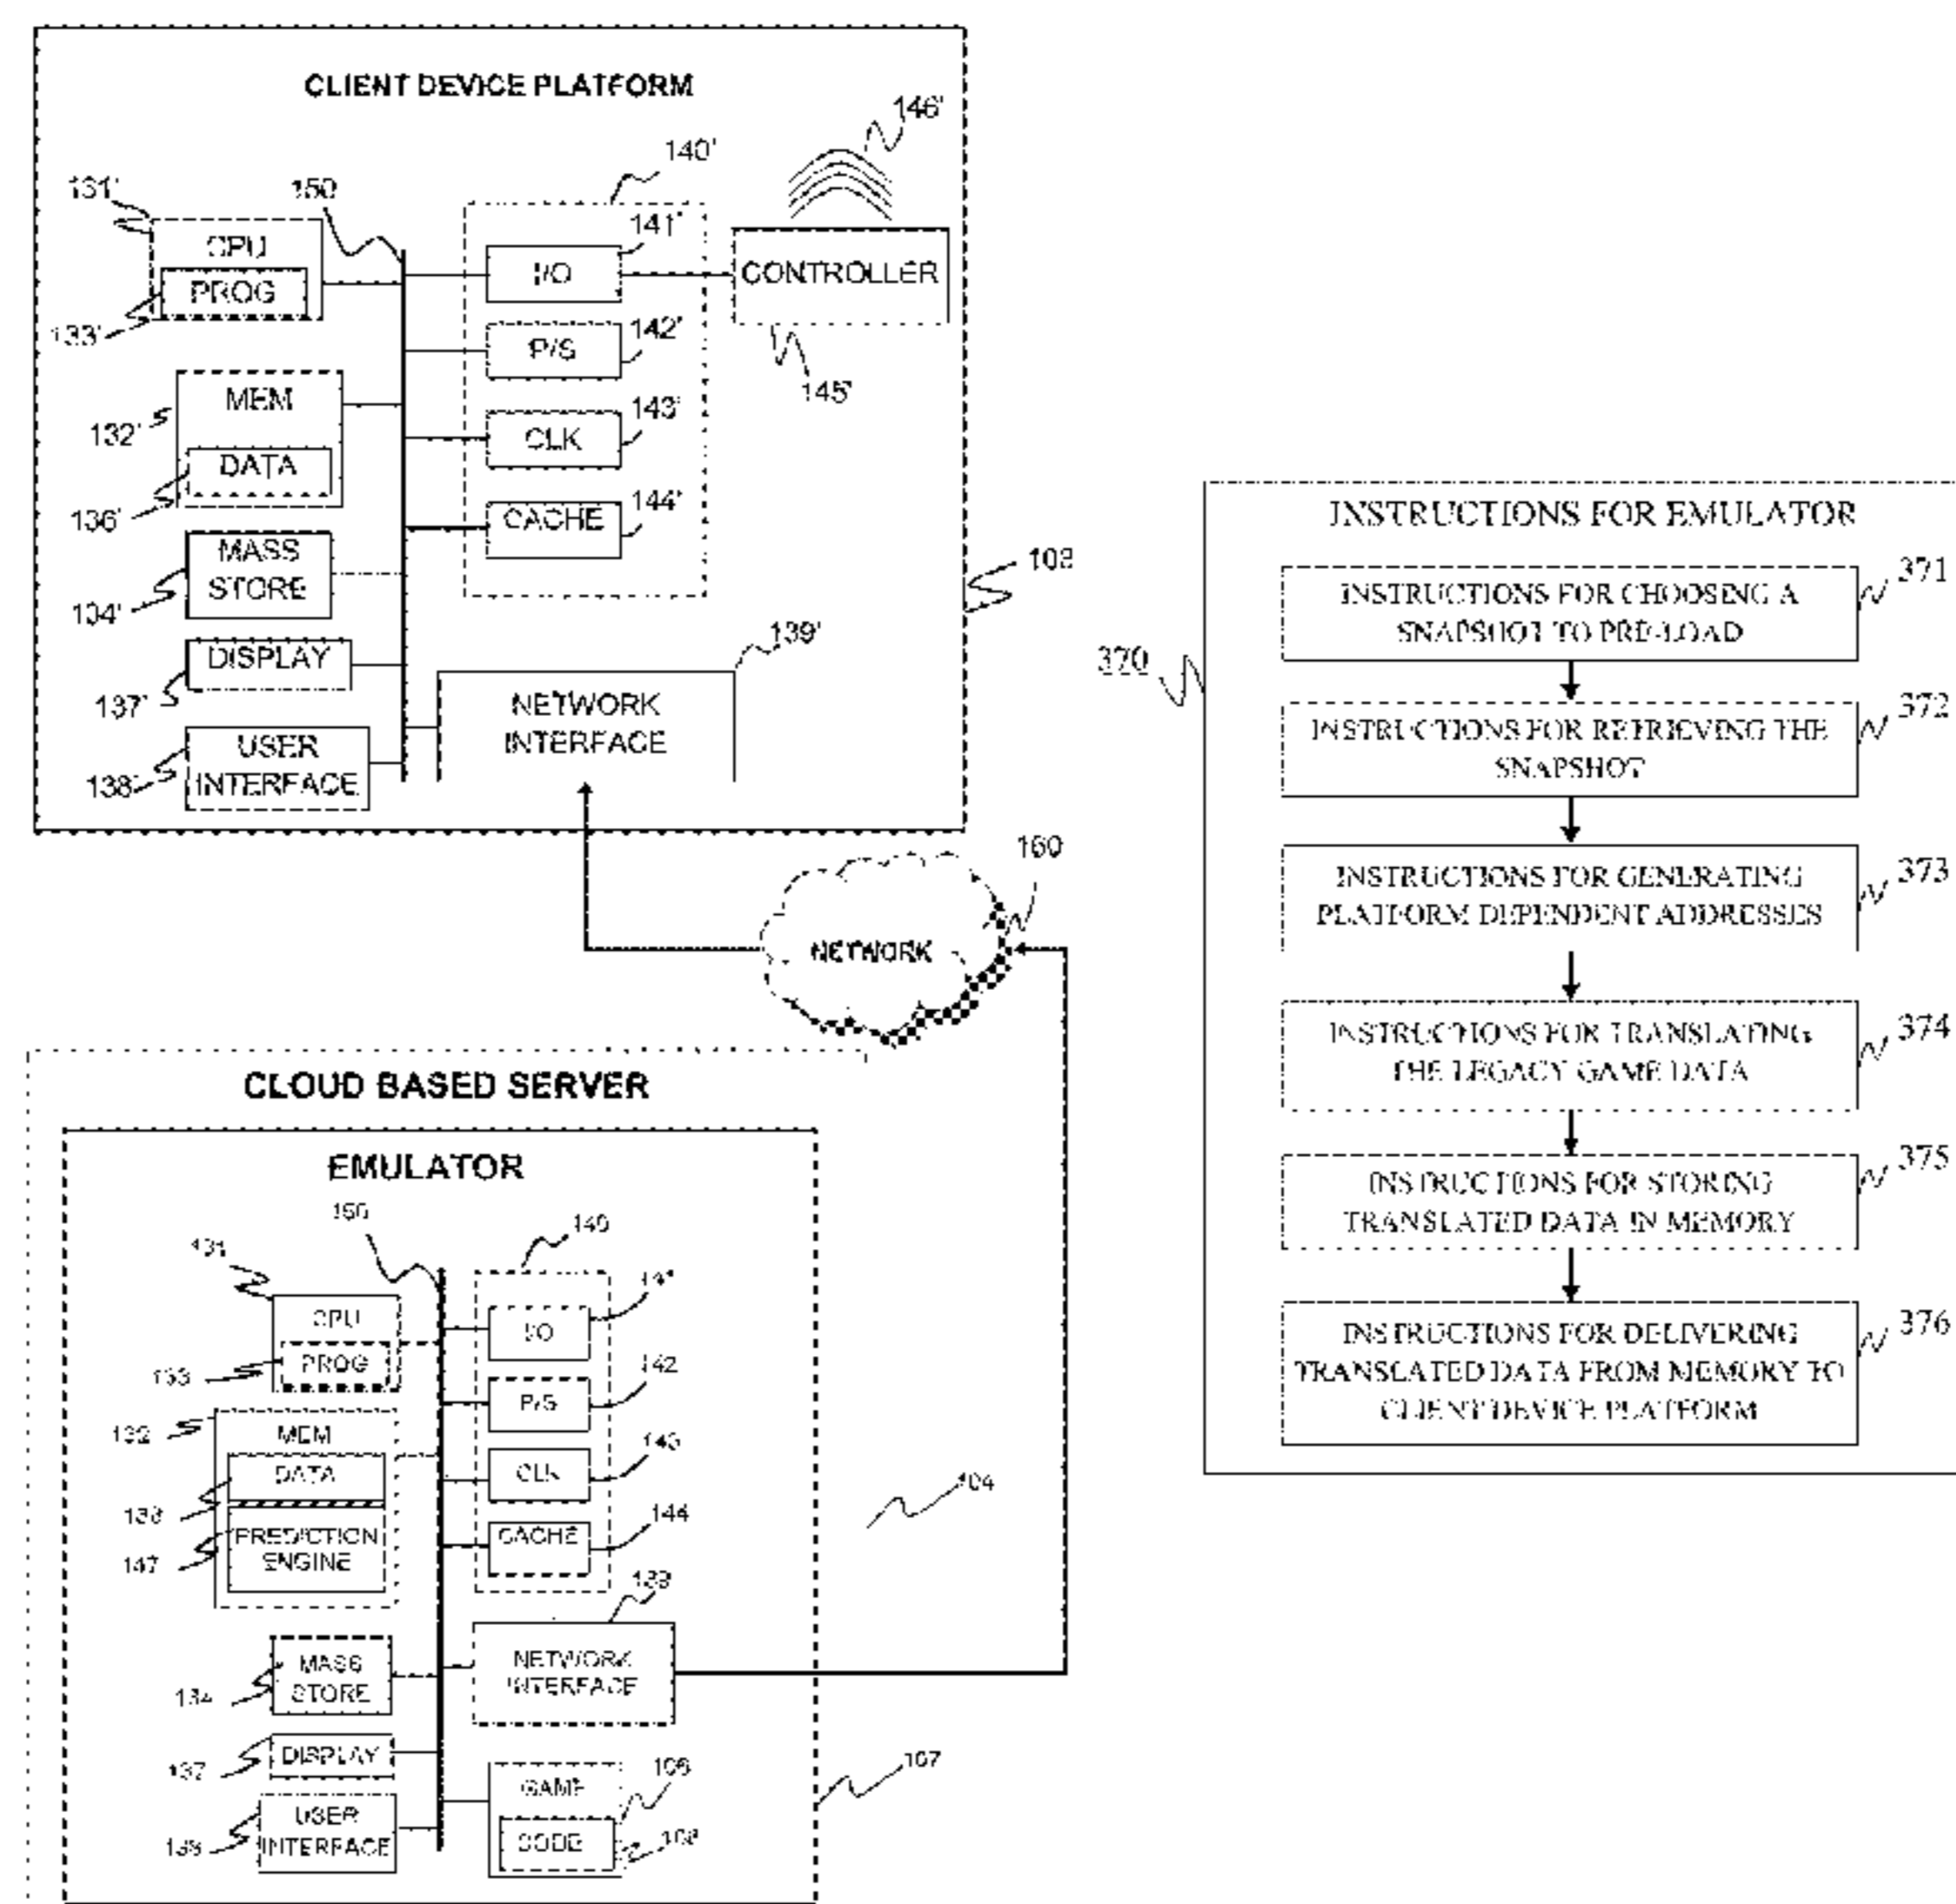 CLIENT DEVICE PLATFORM
146'
140'
131'
150
141'
CPU
I/O
CONTROLLER
PROG
133'
142'
P/S
145'
MEM
143'
132'
CLK
DATA
144'
136'
CACHE
MASS
STORE
103
134'
139'
DISPLAY
137'
NETWORK
INTERFACE
USER
INTERFACE
138'
160
NETWORK
CLOUD BASED SERVER
EMULATOR
150
140
131
CPU
I/O
PROG
142
P/S
132
MEM
143
DATA
CLK
104
PREDICTION
ENGINE
147
144
CACHE
139
MASS
STORE
134
NETWORK
INTERFACE
DISPLAY
137
107
GAME
106
USER
INTERFACE
138
CODE
INSTRUCTIONS FOR EMULATOR
370
371
INSTRUCTIONS FOR CHOOSING A
SNAPSHOT TO PRE-LOAD
372
INSTRUCTIONS FOR RETRIEVING THE
SNAPSHOT
373
INSTRUCTIONS FOR GENERATING
PLATFORM DEPENDENT ADDRESSES
374
INSTRUCTIONS FOR TRANSLATING
THE LEGACY GAME DATA
375
INSTRUCTIONS FOR STORING
TRANSLATED DATA IN MEMORY
376
INSTRUCTIONS FOR DELIVERING
TRANSLATED DATA FROM MEMORY TO
CLIENT DEVICE PLATFORM